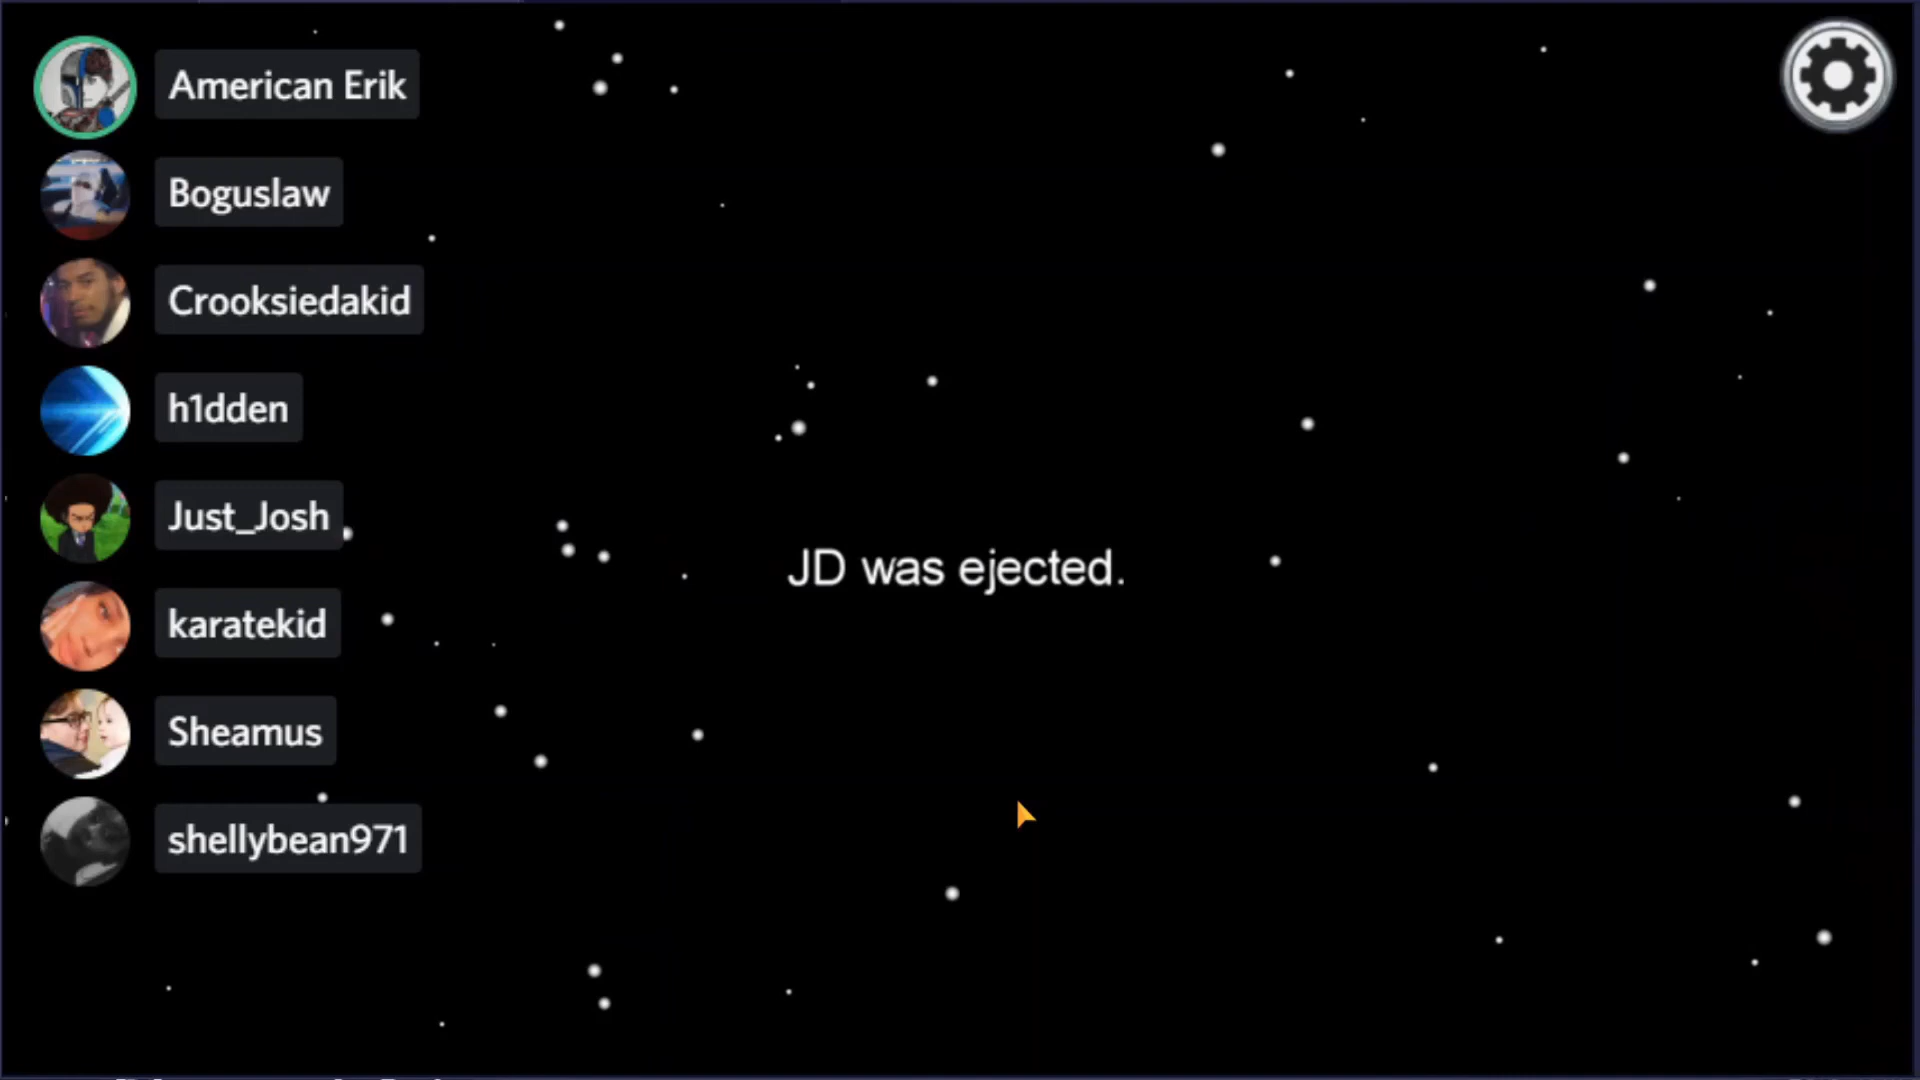 American Erik
Boguslaw
Crooksiedakid
h1dden
Just_Josh
JD was ejected.
karatekid
Sheamus
shellybean971